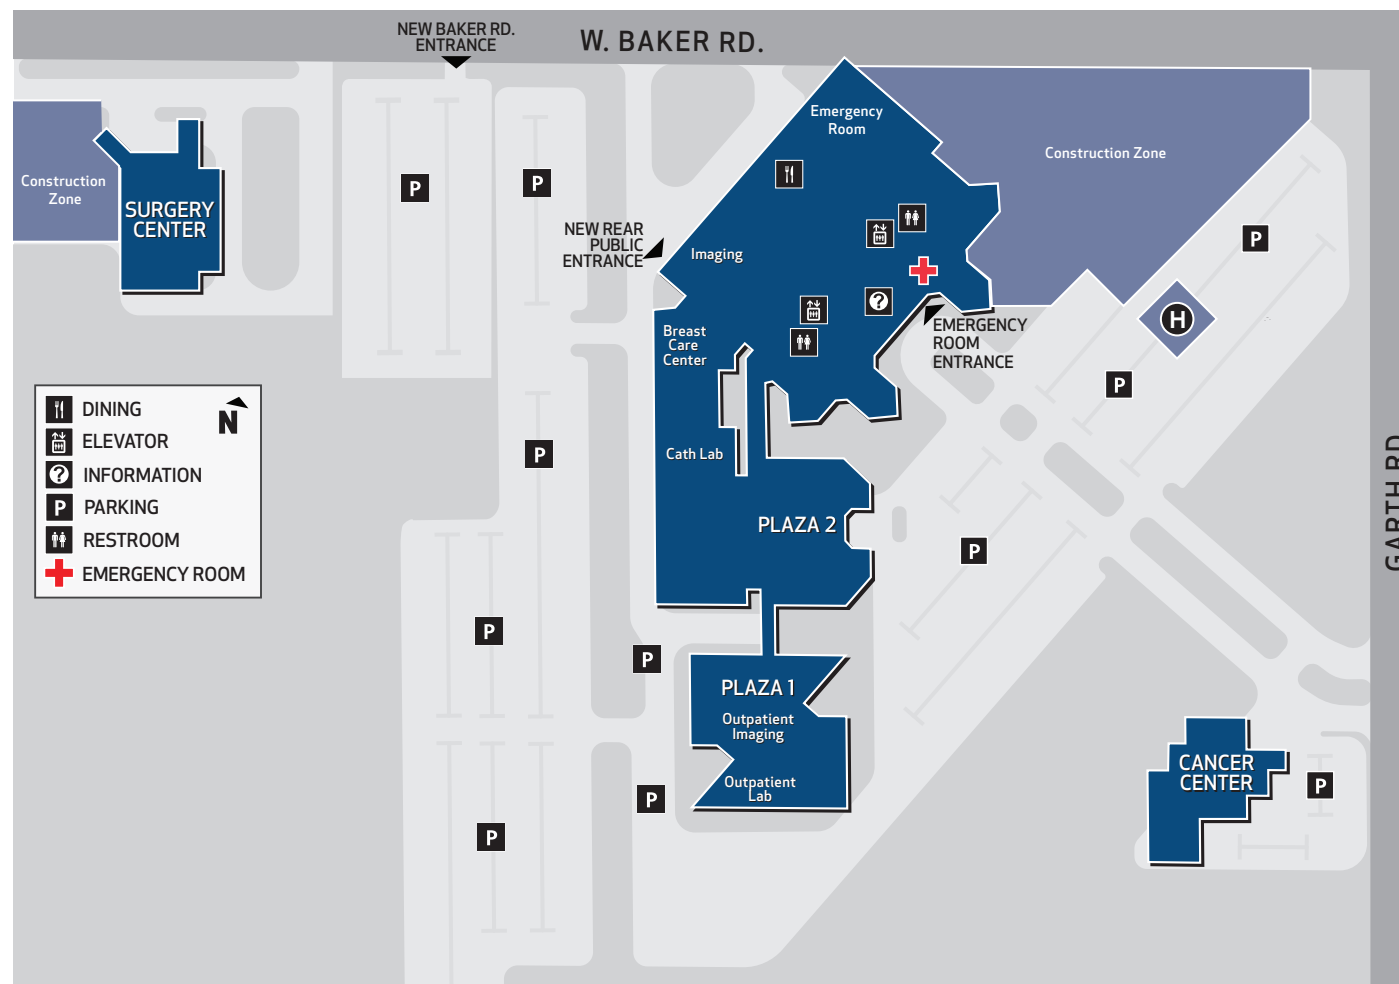 NEW BAKER RD.
ENTRANCE
W. BAKER RD.
Emergency
Room
Construction Zone
Construction
Zone
SURGERY
CENTER
P
P
P
NEW REAR
PUBLIC
ENTRANCE
Imaging
?
H
EMERGENCY
ROOM
ENTRANCE
Breast
Care
Center
P
DINING
ELEVATOR
? INFORMATION
P PARKING
RESTROOM
EMERGENCY ROOM
N
P
Cath Lab
PLAZA 2
P
GARTH RD.
P
P
PLAZA 1
Outpatient
Imaging
Outpatient
Lab
P
P
CANCER
CENTER
P